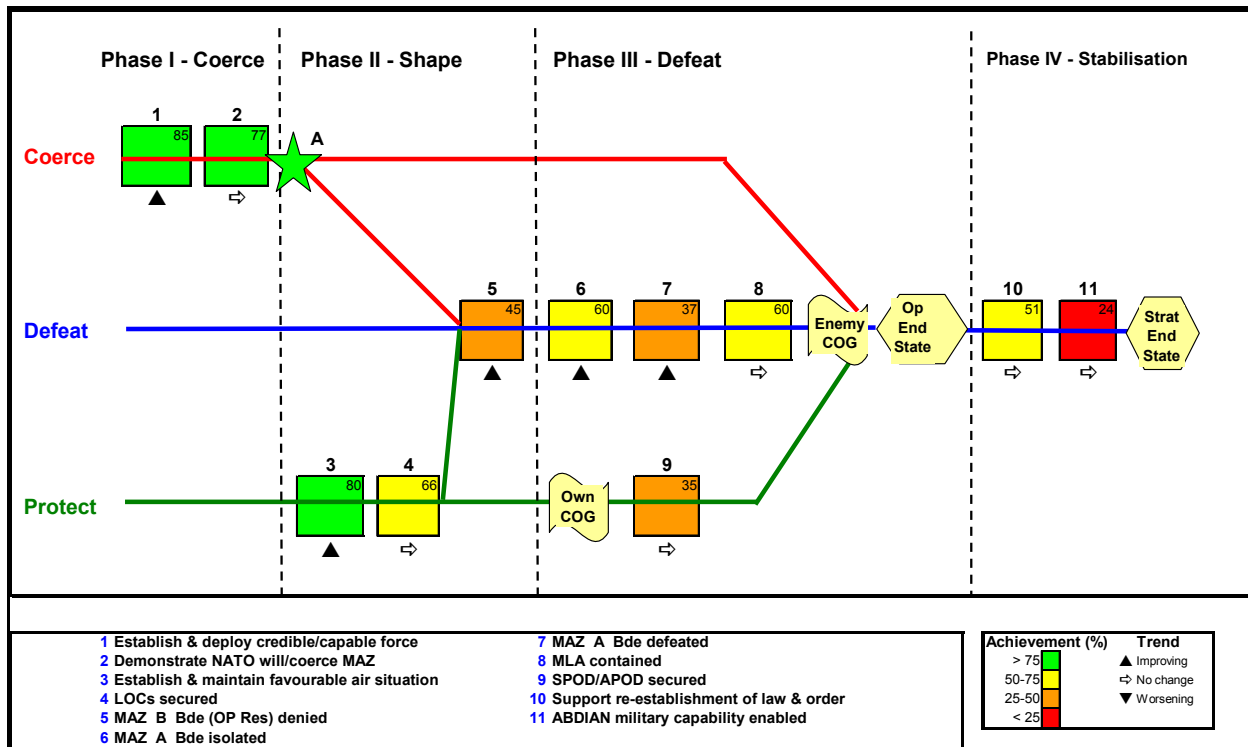 Phase I - Coerce
Phase II - Shape
Phase III - Defeat
Phase IV - Stabilisation
1
2
85
77
A
Coerce
5
6
7
8
10
11
45
60
37
60
51
24
Enemy
COG
Op
End
State
Strat
End
State
Defeat
3
4
9
80
66
35
Own
COG
Protect
1 Establish & deploy credible/capable force
2 Demonstrate NATO will/coerce MAZ
3 Establish & maintain favourable air situation
4 LOCs secured
5 MAZ B Bde (OP Res) denied
6 MAZ A Bde isolated
7 MAZ A Bde defeated
8 MLA contained
9 SPOD/APOD secured
10 Support re-establishment of law & order
11 ABDIAN military capability enabled
Achievement (%) Trend
> 75 ▲ Improving
50-75 ⇨ No change
25-50 ▼ Worsening
< 25